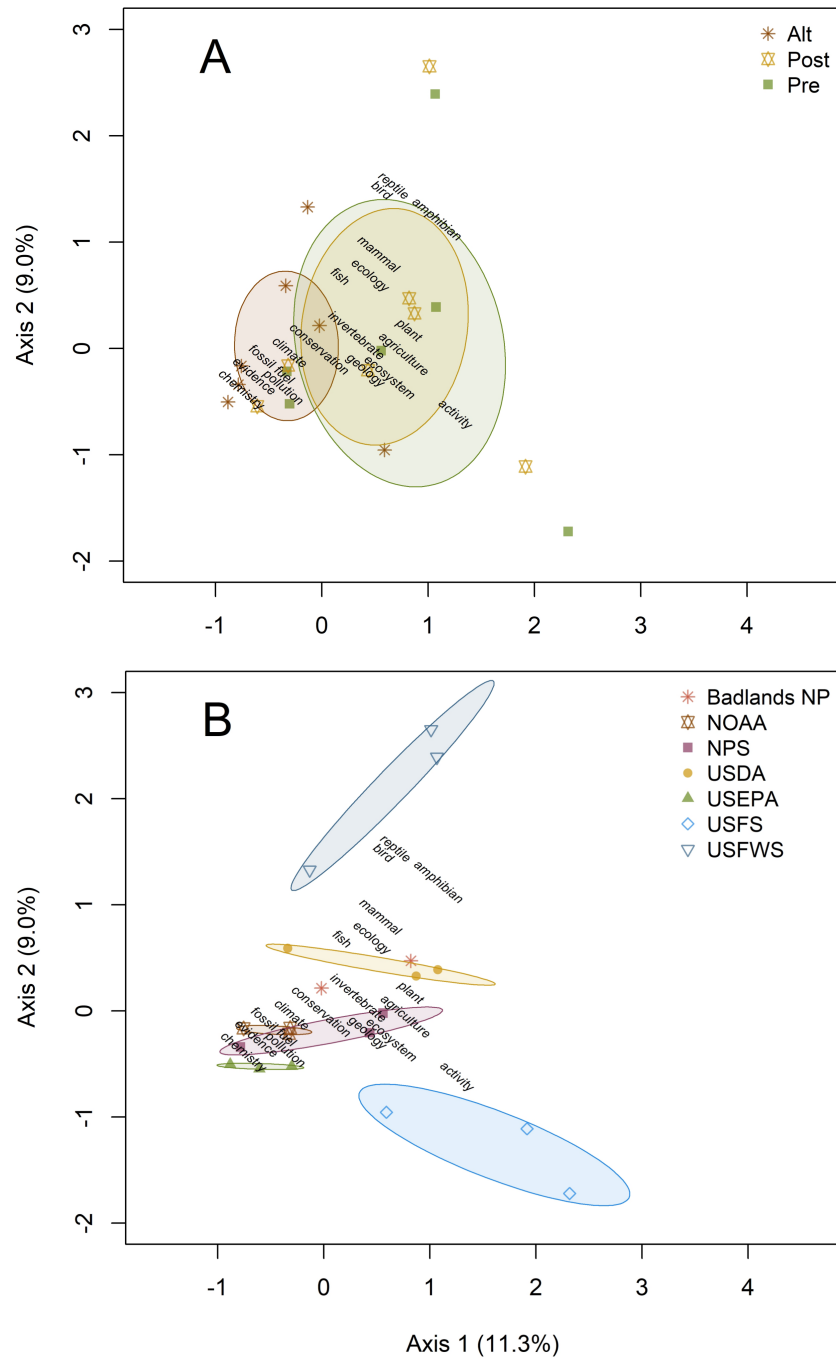 A
Alt
Post
Pre
3
2
1
0
-1
-2
Axis 2 (9.0%)
reptile
amphibian
bird
mammal
ecology
fish
plant
invertebrate
agriculture
conservation
ecosystem
climate
geology
fossil fuel
pollution
evidence
chemistry
activity
-1 0 1 2 3 4
B
Badlands NP
NOAA
NPS
USDA
USEPA
USFS
USFWS
3
2
1
0
-1
-2
Axis 2 (9.0%)
reptile
amphibian
bird
mammal
ecology
fish
plant
invertebrate
agriculture
conservation
ecosystem
climate
geology
fossil fuel
pollution
evidence
chemistry
activity
-1 0 1 2 3 4
Axis 1 (11.3%)